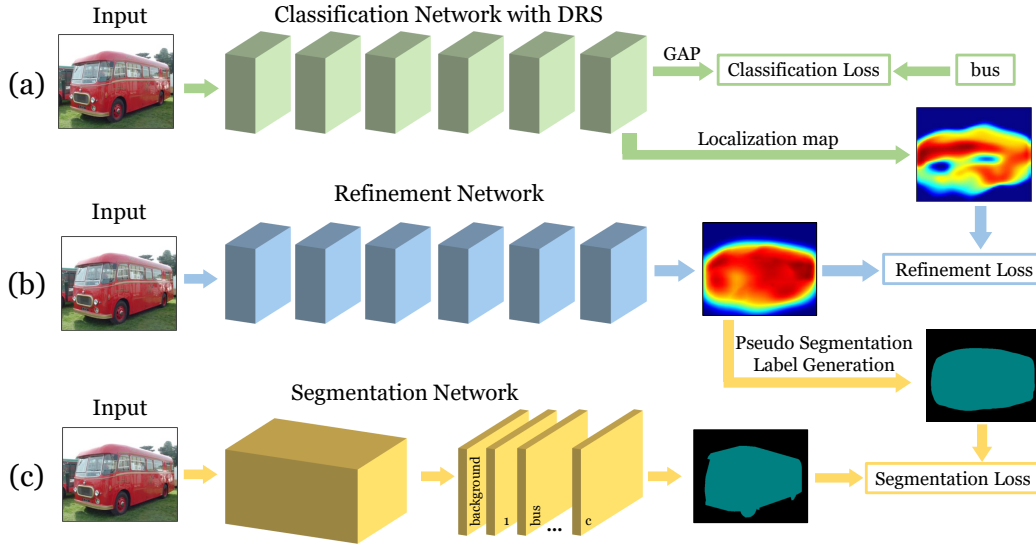 Input
Classification Network with DRS
(a)
GAP
Classification Loss
bus
Localization map
Input
Refinement Network
(b)
Refinement Loss
Pseudo Segmentation
Label Generation
Input
Segmentation Network
(c)
background
1
bus
...
c
Segmentation Loss